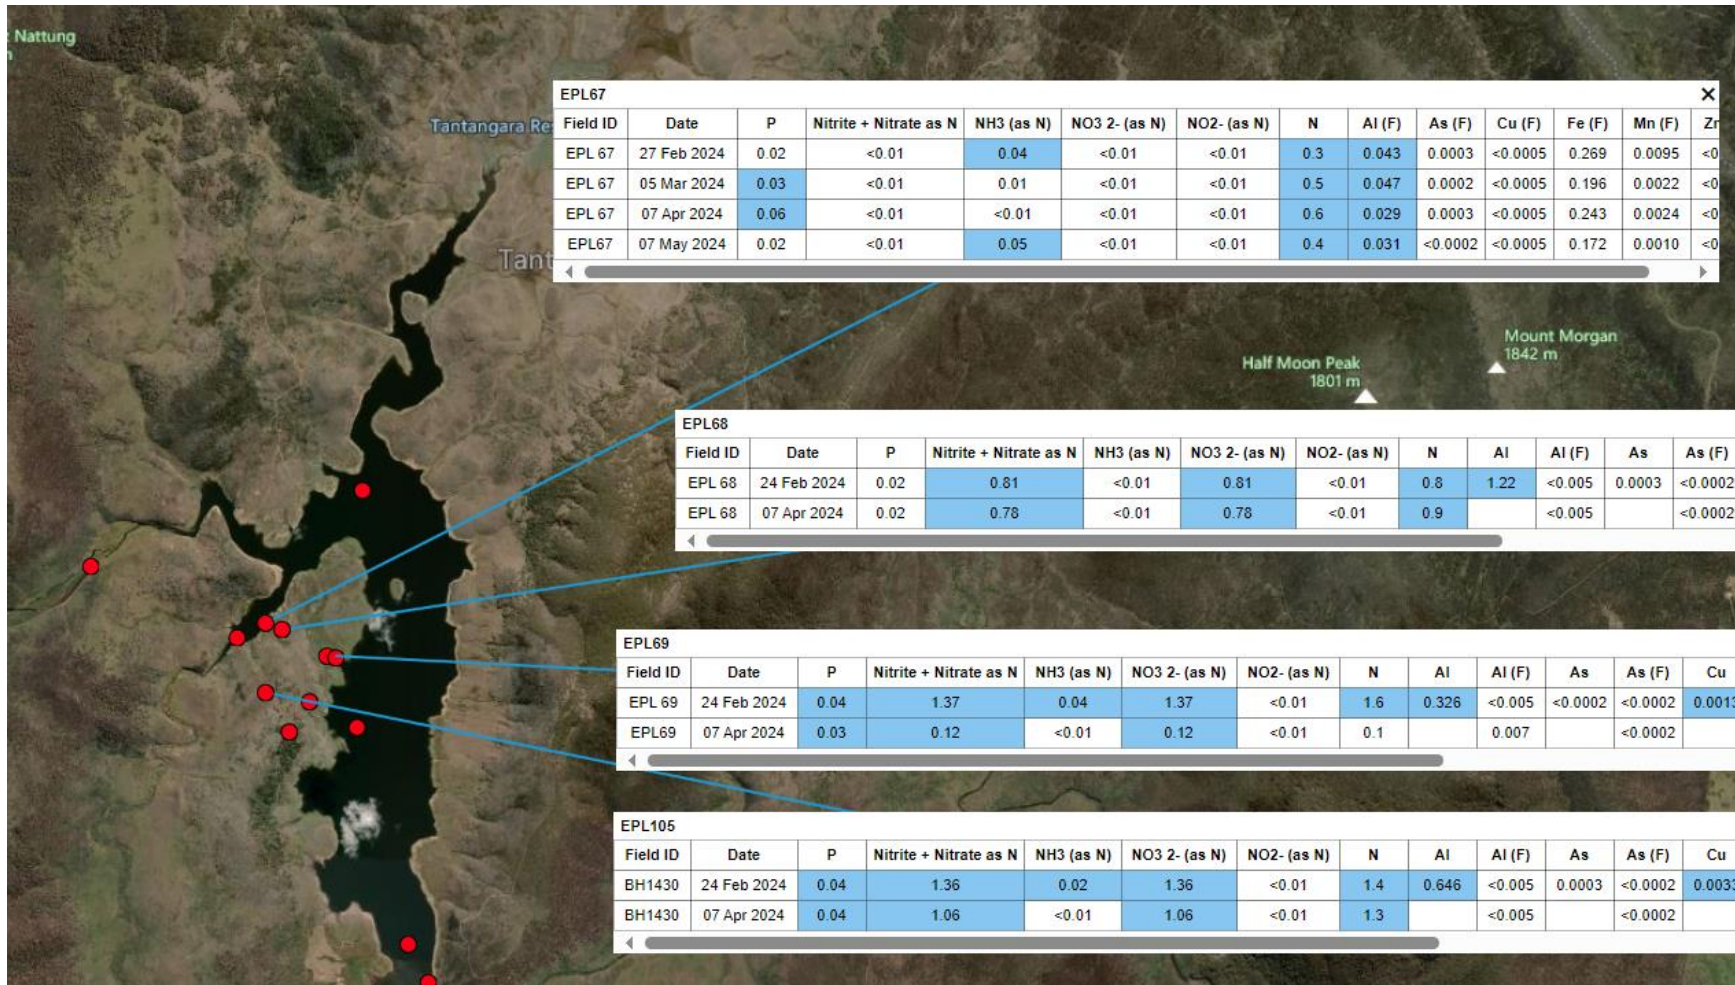 Nattung
Tantangara Re
Tant
EPL67
Field ID Date P Nitrite + Nitrate as N NH3 (as N) NO3 2- (as N) NO2- (as N) N Al (F) As (F) Cu (F) Fe (F) Mn (F) Zn
EPL 67 27 Feb 2024 0.02 <0.01 0.04 <0.01 <0.01 0.3 0.043 0.0003 <0.0005 0.269 0.0095 <0
EPL 67 05 Mar 2024 0.03 <0.01 0.01 <0.01 <0.01 0.5 0.047 0.0002 <0.0005 0.196 0.0022 <0
EPL 67 07 Apr 2024 0.06 <0.01 <0.01 <0.01 <0.01 0.6 0.029 0.0003 <0.0005 0.243 0.0024 <0
EPL67 07 May 2024 0.02 <0.01 0.05 <0.01 <0.01 0.4 0.031 <0.0002 <0.0005 0.172 0.0010 <0
Mount Morgan
1842 m
Half Moon Peak
1801 m
EPL68
Field ID Date P Nitrite + Nitrate as N NH3 (as N) NO3 2- (as N) NO2- (as N) N Al Al (F) As As (F)
EPL 68 24 Feb 2024 0.02 0.81 <0.01 0.81 <0.01 0.8 1.22 <0.005 0.0003 <0.0002
EPL 68 07 Apr 2024 0.02 0.78 <0.01 0.78 <0.01 0.9 <0.005 <0.0002
EPL69
Field ID Date P Nitrite + Nitrate as N NH3 (as N) NO3 2- (as N) NO2- (as N) N Al Al (F) As As (F) Cu
EPL 69 24 Feb 2024 0.04 1.37 0.04 1.37 <0.01 1.6 0.326 <0.005 <0.0002 <0.0002 0.0013
EPL69 07 Apr 2024 0.03 0.12 <0.01 0.12 <0.01 0.1 0.007 <0.0002
EPL105
Field ID Date P Nitrite + Nitrate as N NH3 (as N) NO3 2- (as N) NO2- (as N) N Al Al (F) As As (F) Cu
BH1430 24 Feb 2024 0.04 1.36 0.02 1.36 <0.01 1.4 0.646 <0.005 0.0003 <0.0002 0.0033
BH1430 07 Apr 2024 0.04 1.06 <0.01 1.06 <0.01 1.3 <0.005 <0.0002